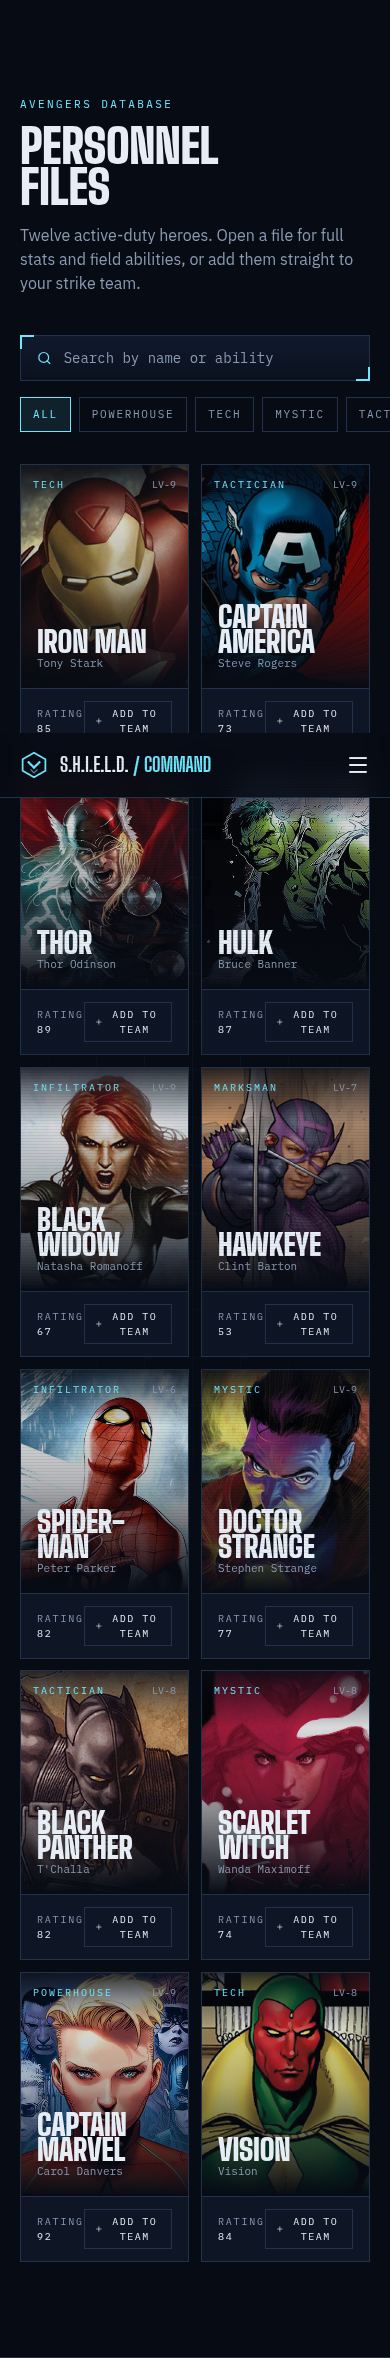 AVENGERS DATABASE
PERSONNEL
FILES
Twelve active-duty heroes. Open a file for full
stats and field abilities, or add them straight to
your strike team.
Search by name or ability
ALL
POWERHOUSE
TECH
MYSTIC
TACT
TECH
LV-9
IRON MAN
Tony Stark
RATING
85
+ ADD TO
TEAM
TACTICIAN
LV-9
CAPTAIN
AMERICA
Steve Rogers
RATING
73
+ ADD TO
TEAM
S.H.I.E.L.D. / COMMAND
THOR
Thor Odinson
RATING
89
+ ADD TO
TEAM
HULK
Bruce Banner
RATING
87
+ ADD TO
TEAM
INFILTRATOR
LV-9
BLACK
WIDOW
Natasha Romanoff
RATING
67
+ ADD TO
TEAM
MARKSMAN
LV-7
HAWKEYE
Clint Barton
RATING
53
+ ADD TO
TEAM
INFILTRATOR
LV-6
SPIDER-
MAN
Peter Parker
RATING
82
+ ADD TO
TEAM
MYSTIC
LV-9
DOCTOR
STRANGE
Stephen Strange
RATING
77
+ ADD TO
TEAM
TACTICIAN
LV-8
BLACK
PANTHER
T'Challa
RATING
82
+ ADD TO
TEAM
MYSTIC
LV-8
SCARLET
WITCH
Wanda Maximoff
RATING
74
+ ADD TO
TEAM
POWERHOUSE
LV-9
CAPTAIN
MARVEL
Carol Danvers
RATING
92
+ ADD TO
TEAM
TECH
LV-8
VISION
Vision
RATING
84
+ ADD TO
TEAM